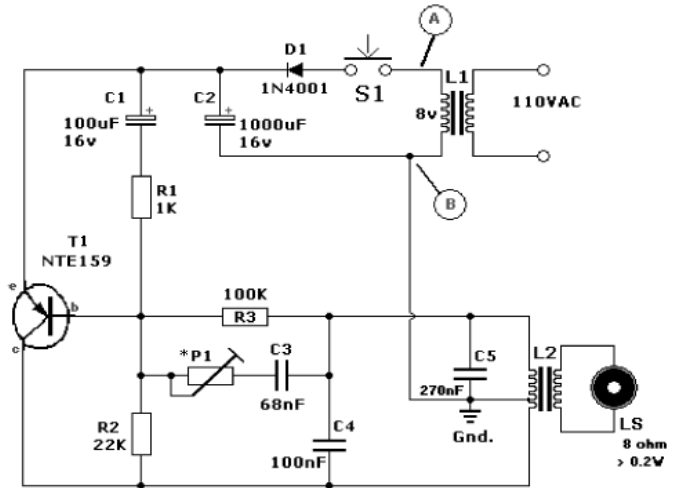 A
D1
1N4001
S1
L1
8v
110VAC
C1
+
100uF
16v
C2
+
1000uF
16v
B
R1
1K
T1
NTE159
e
b
c
100K
R3
*P1
C3
68nF
C5
270nF
L2
Gnd.
LS
8 ohm
> 0.2W
R2
22K
C4
100nF